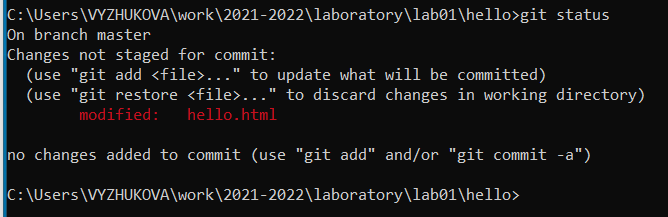 C:\Users\VYZHUKOVA\work\2021-2022\laboratory\lab01\hello>git status
On branch master
Changes not staged for commit:
  (use "git add <file>..." to update what will be committed)
  (use "git restore <file>..." to discard changes in working directory)
        modified:   hello.html

no changes added to commit (use "git add" and/or "git commit -a")

C:\Users\VYZHUKOVA\work\2021-2022\laboratory\lab01\hello>